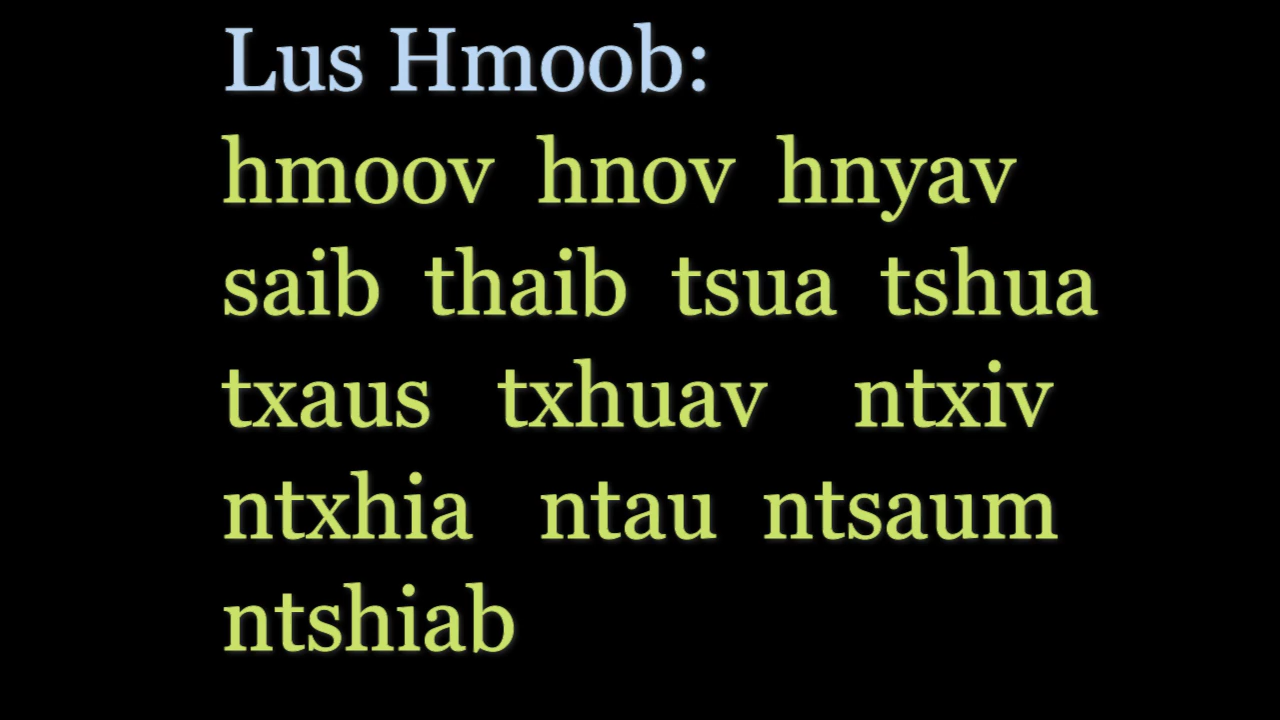 Lus Hmoob:
hmoov hnov hnyav
saib thaib tsua tshua
txaus txhuav ntxiv
ntxhia ntau ntsaum
ntshiab